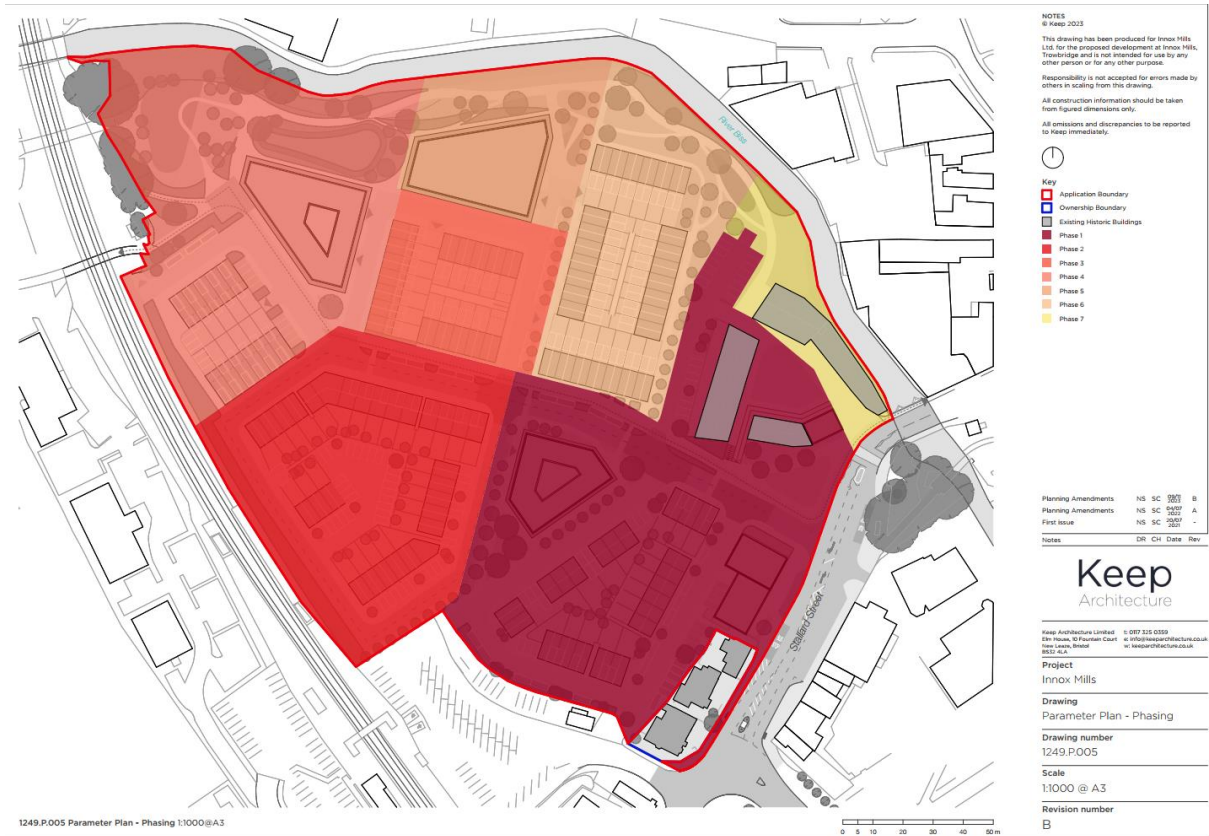 River Biss
Stallard Street
1249.P.005 Parameter Plan - Phasing 1:1000@A3
0 5 10 20 30 40 50 m
NOTES
© Keep 2023
This drawing has been produced for Innox Mills
Ltd. for the proposed development at Innox Mills,
Trowbridge and is not intended for use by any
other person or for any other purpose.
Responsibility is not accepted for errors made by
others in scaling from this drawing.
All construction information should be taken
from figured dimensions only.
All omissions and discrepancies to be reported
to Keep immediately.
Key
Application Boundary
Ownership Boundary
Existing Historic Buildings
Phase 1
Phase 2
Phase 3
Phase 4
Phase 5
Phase 6
Phase 7
Planning Amendments NS SC 2023 B
Planning Amendments NS SC 04/07 2022 A
First issue NS SC 20/07 2021 -
Notes DR CH Date Rev
Keep
Architecture
Keep Architecture Limited t: 0117 325 0359
Elm House, 10 Fountain Court e: info@keeparchitecture.co.uk
New Leaze, Bristol w: keeparchitecture.co.uk
BS32 4LA
Project
Innox Mills
Drawing
Parameter Plan - Phasing
Drawing number
1249.P.005
Scale
1:1000 @ A3
Revision number
B